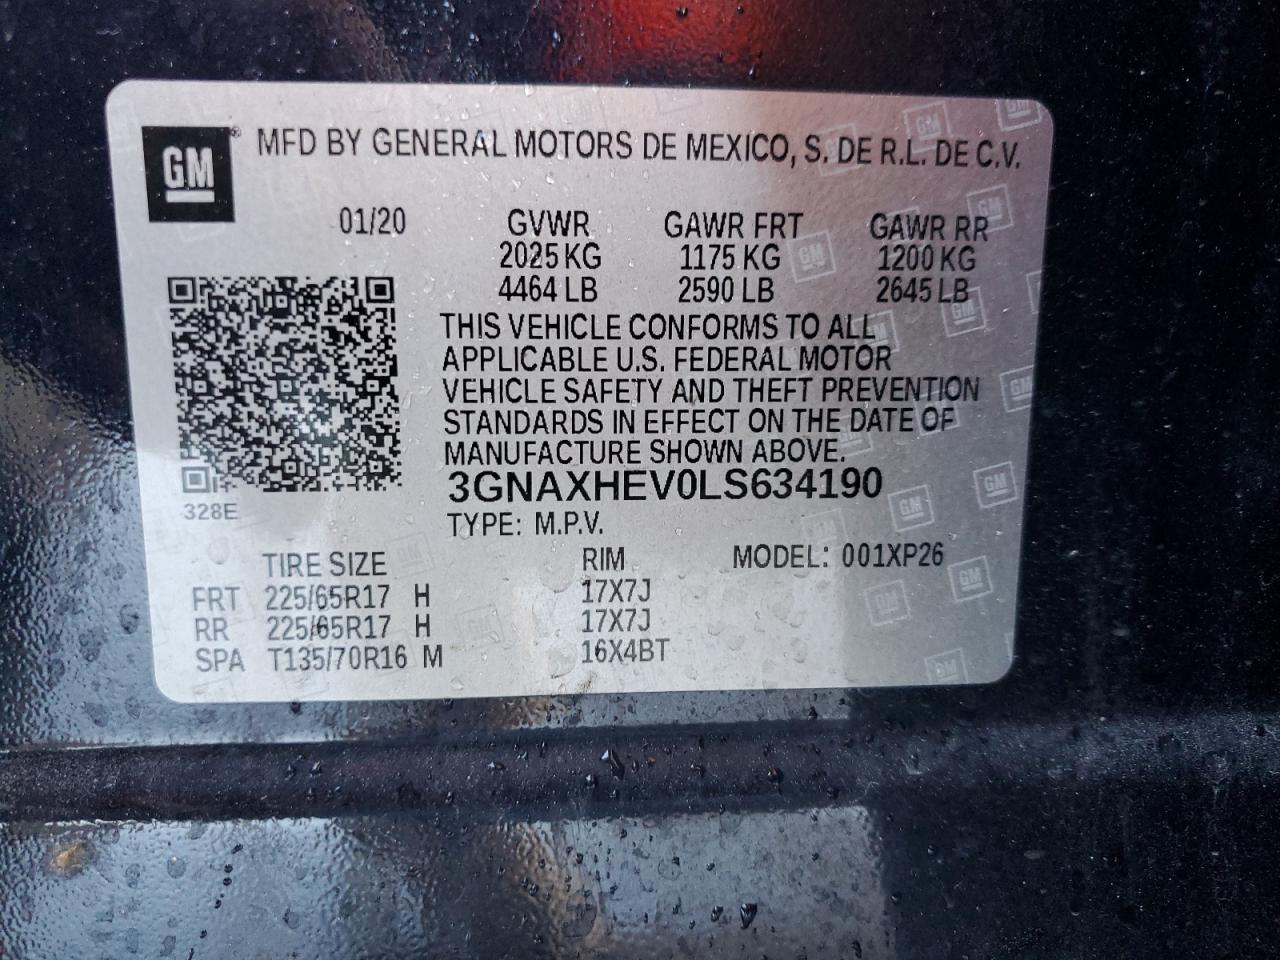 GM® MFD BY GENERAL MOTORS DE MEXICO, S. DE R.L. DE C.V.
01/20 GVWR GAWR FRT GAWR RR
2025 KG 1175 KG 1200 KG
4464 LB 2590 LB 2645 LB
THIS VEHICLE CONFORMS TO ALL
APPLICABLE U.S. FEDERAL MOTOR
VEHICLE SAFETY AND THEFT PREVENTION
STANDARDS IN EFFECT ON THE DATE OF
MANUFACTURE SHOWN ABOVE.
3GNAXHEV0LS634190
328E
TYPE: M.P.V.
TIRE SIZE RIM MODEL: 001XP26
FRT 225/65R17 H 17X7J
RR 225/65R17 H 17X7J
SPA T135/70R16 M 16X4BT